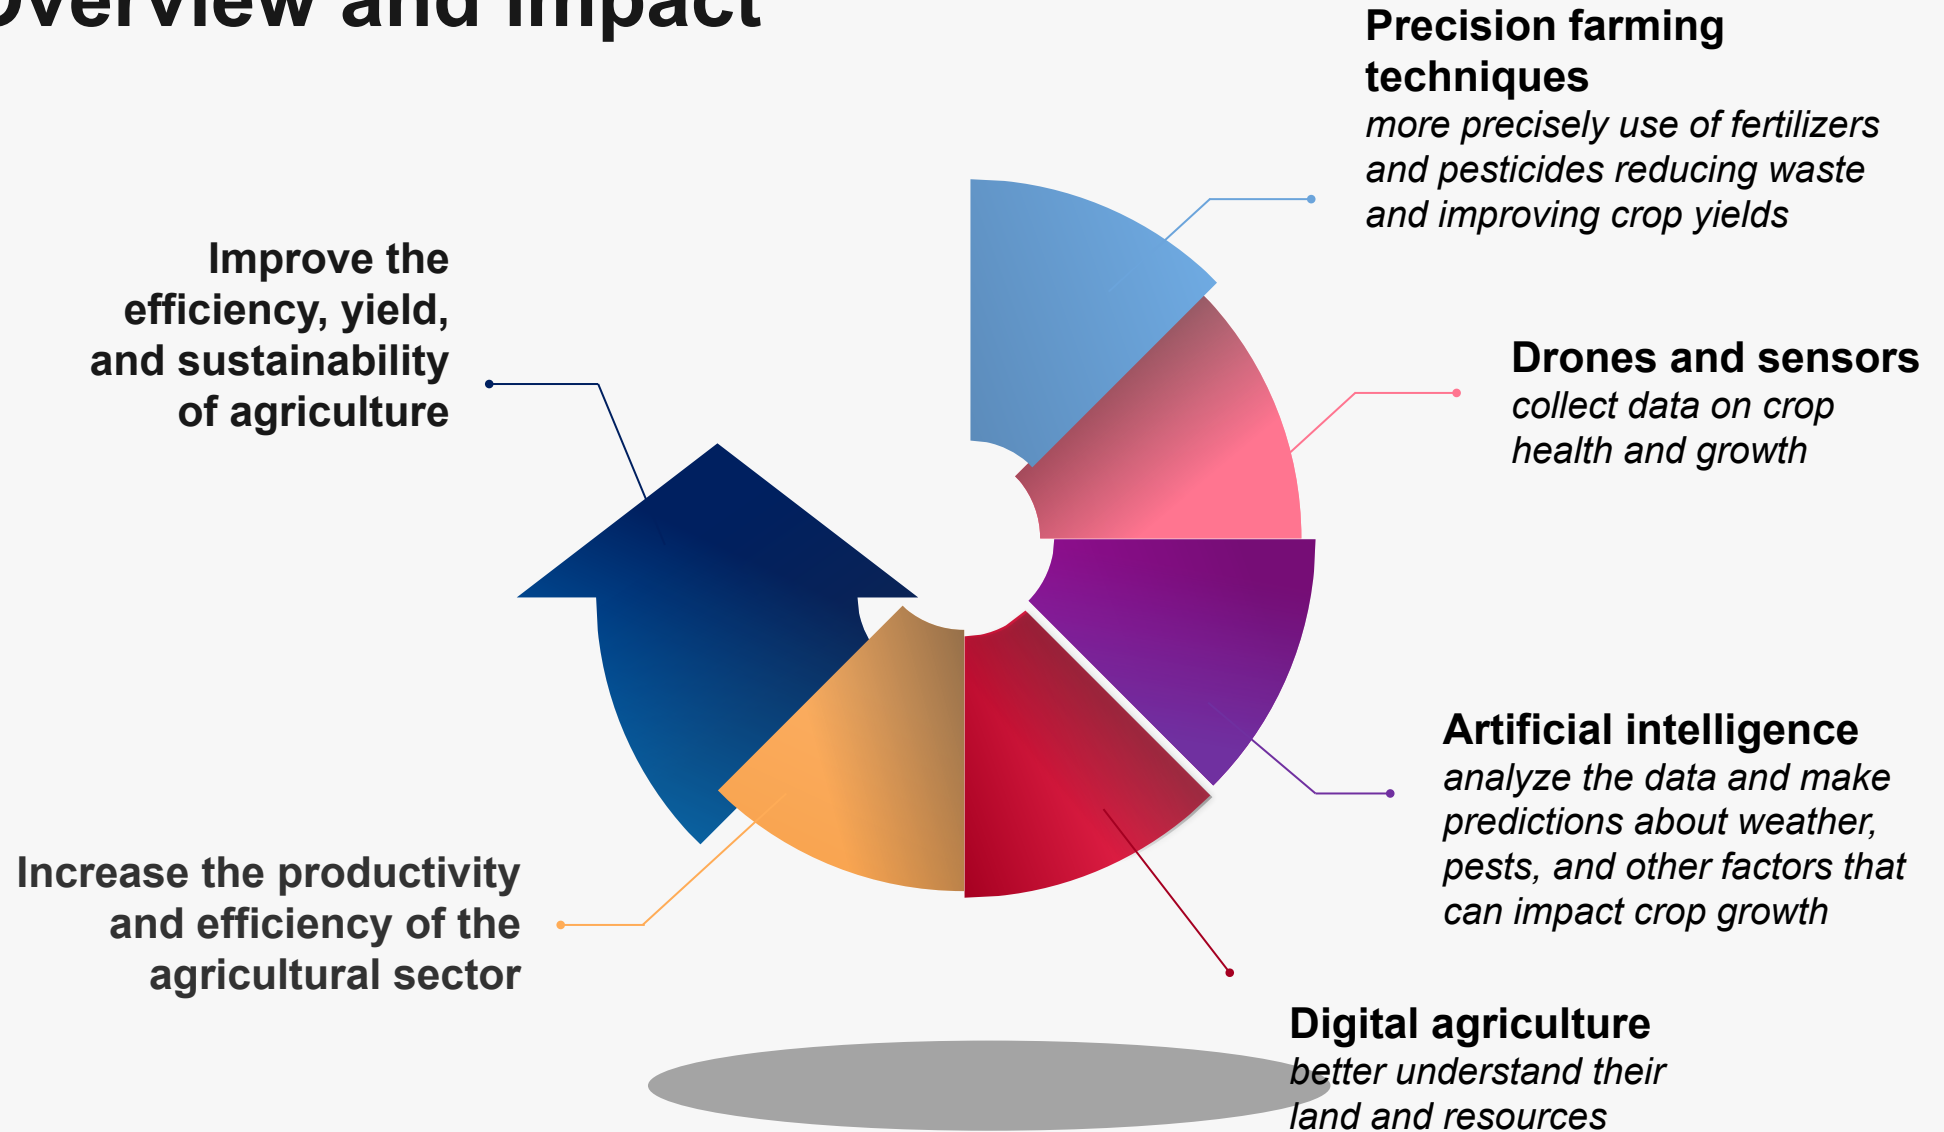 Overview and impact
Precision farming
techniques
more precisely use of fertilizers
and pesticides reducing waste
and improving crop yields
Drones and sensors
collect data on crop
health and growth
Artificial intelligence
analyze the data and make
predictions about weather,
pests, and other factors that
can impact crop growth
Digital agriculture
better understand their
land and resources
Increase the productivity
and efficiency of the
agricultural sector
Improve the
efficiency, yield,
and sustainability
of agriculture